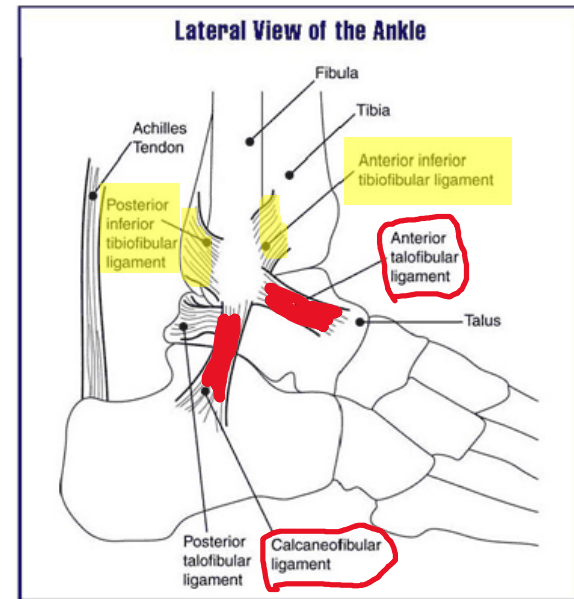 Lateral View of the Ankle
Fibula
Tibia
Achilles
Tendon
Anterior inferior
tibiofibular ligament
Posterior
inferior
tibiofibular
ligament
Anterior
talofibular
ligament
Talus
Posterior
talofibular
ligament
Calcaneofibular
ligament